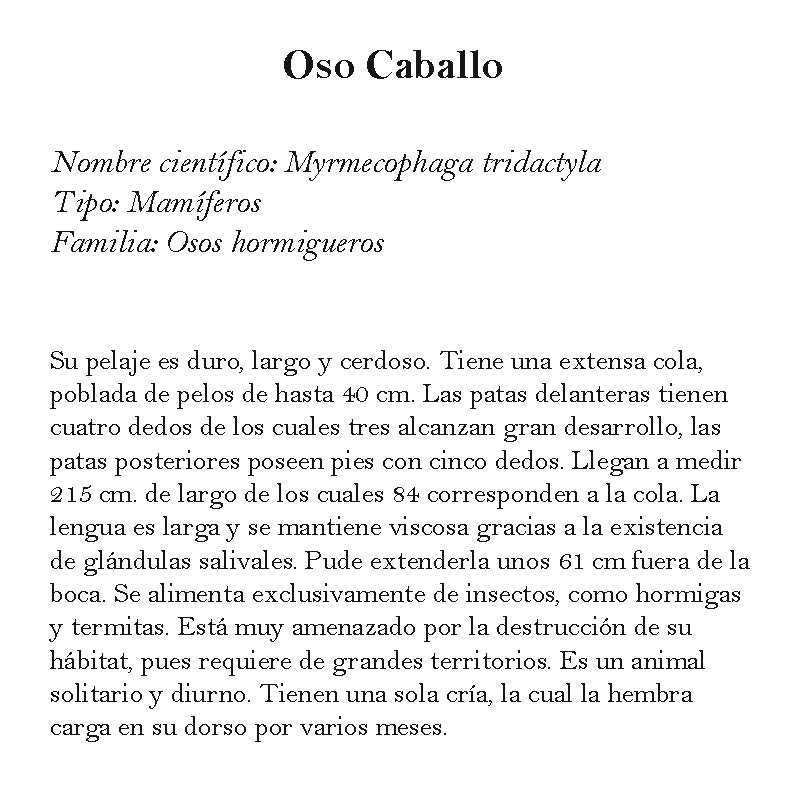 Oso Caballo
Nombre científico: Myrmecophaga tridactyla
Tipo: Mamíferos
Familia: Osos hormigueros
Su pelaje es duro, largo y cerdoso. Tiene una extensa cola,
poblada de pelos de hasta 40 cm. Las patas delanteras tienen
cuatro dedos de los cuales tres alcanzan gran desarrollo, las
patas posteriores poseen pies con cinco dedos. Llegan a medir
215 cm. de largo de los cuales 84 corresponden a la cola. La
lengua es larga y se mantiene viscosa gracias a la existencia
de glándulas salivales. Pude extenderla unos 61 cm fuera de la
boca. Se alimenta exclusivamente de insectos, como hormigas
y termitas. Está muy amenazado por la destrucción de su
hábitat, pues requiere de grandes territorios. Es un animal
solitario y diurno. Tienen una sola cría, la cual la hembra
carga en su dorso por varios meses.